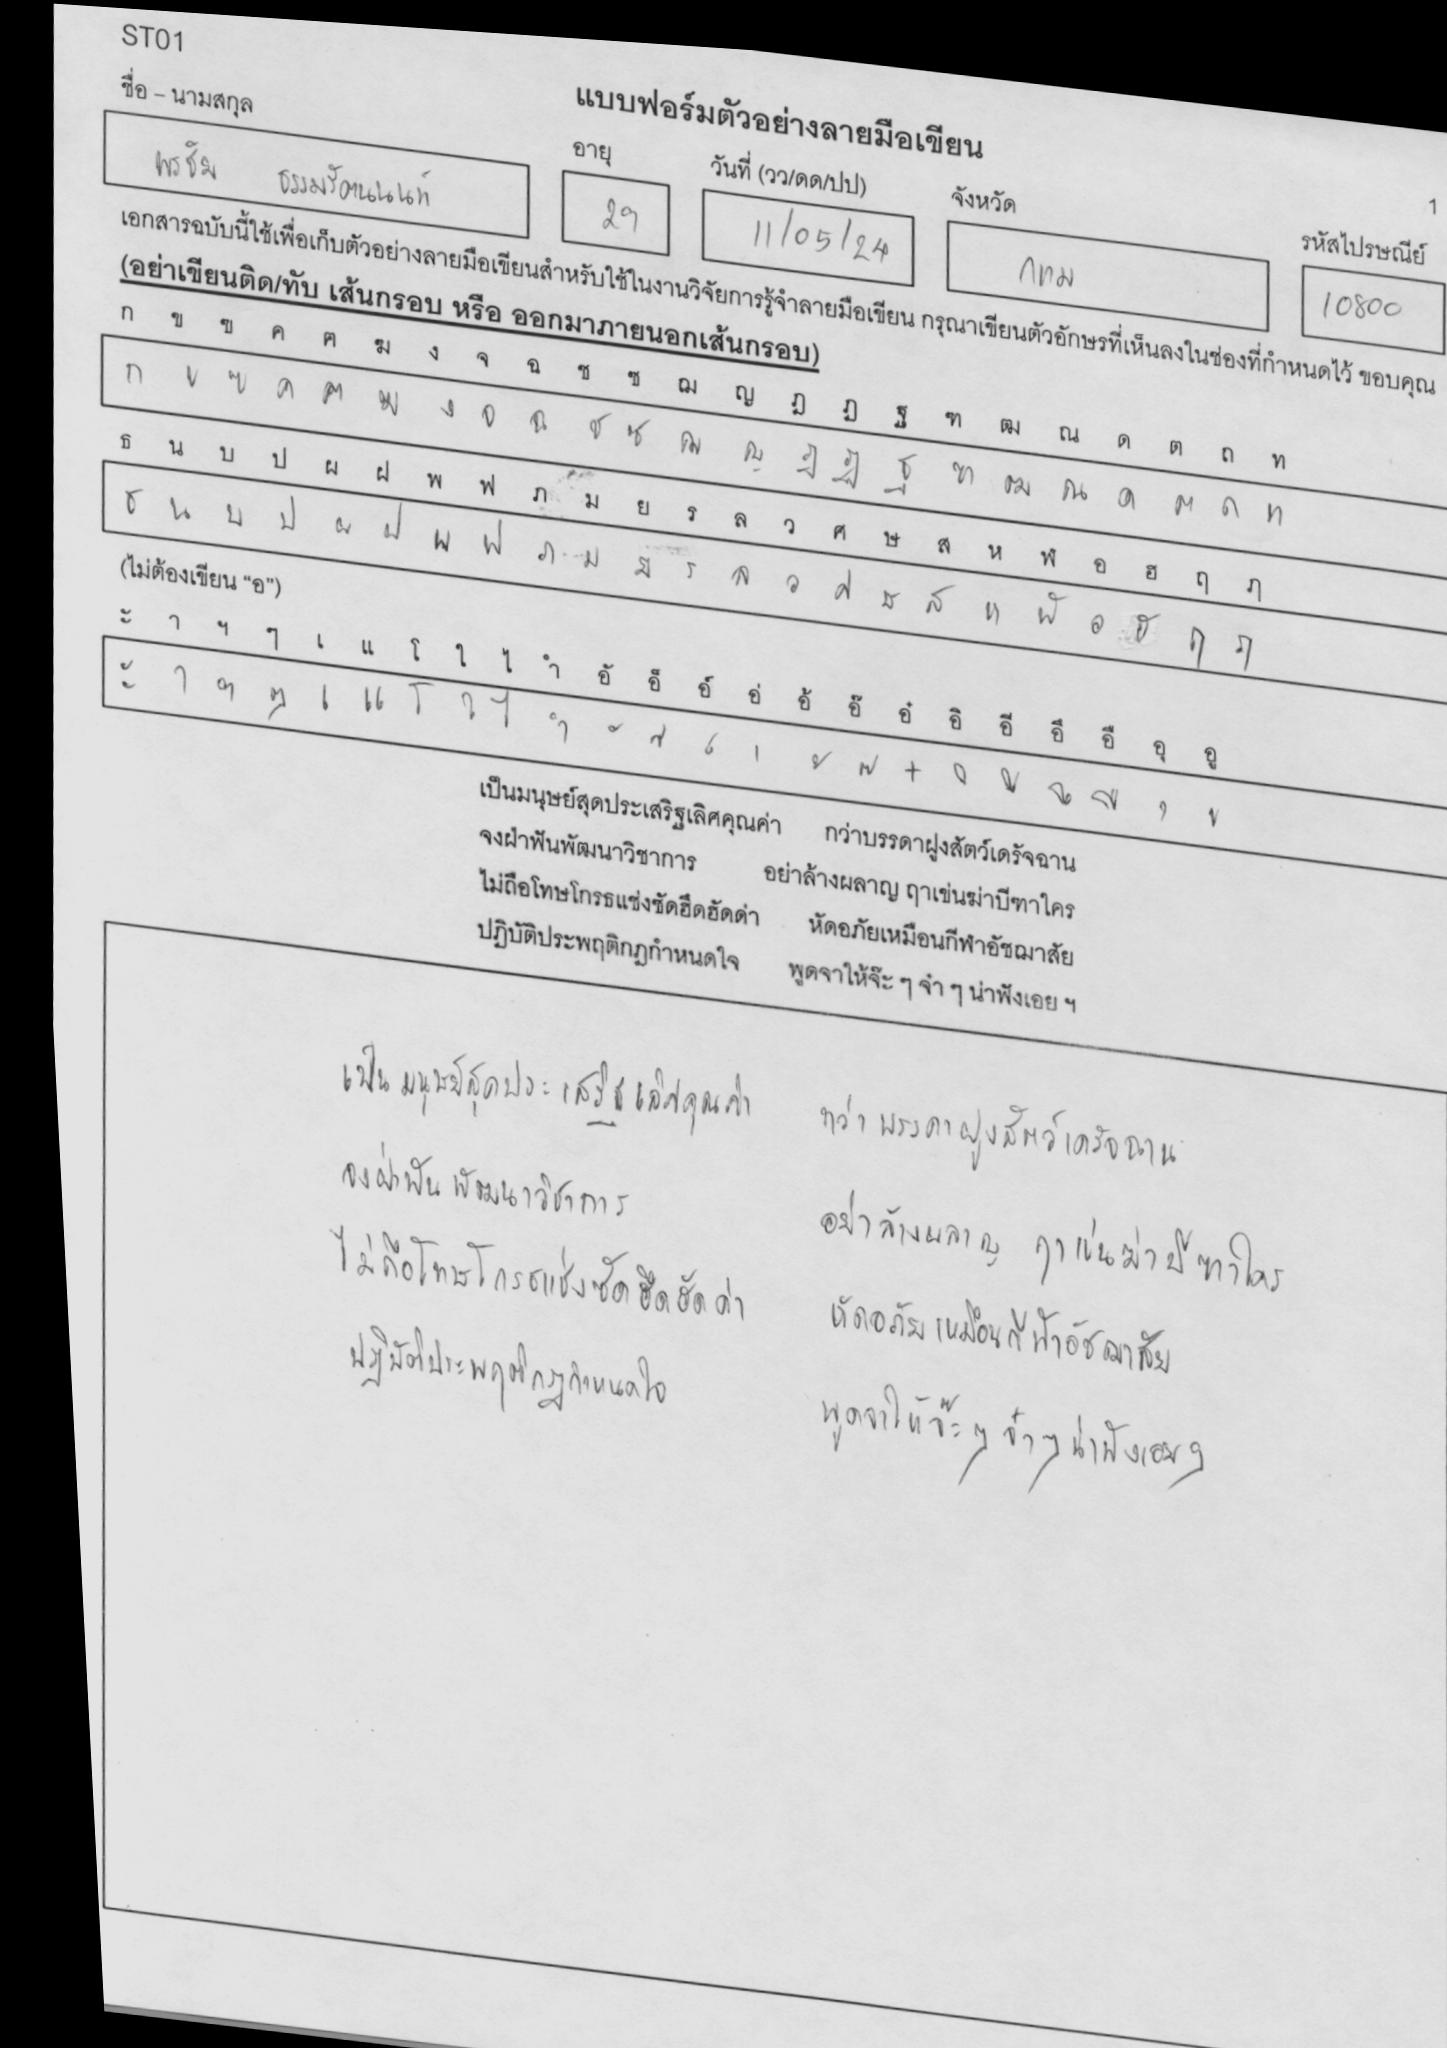 ST01
แบบฟอร์มตัวอย่างลายมือเขียน
1
ชื่อ – นามสกุล อายุ วันที่ (วว/ดด/ปป) จังหวัด รหัสไปรษณีย์
พรชัย ธรรมรัตนนนท์ 29 11/05/24 กทม 10800
เอกสารฉบับนี้ใช้เพื่อเก็บตัวอย่างลายมือเขียนสำหรับใช้ในงานวิจัยการรู้จำลายมือเขียน กรุณาเขียนตัวอักษรที่เห็นลงในช่องที่กำหนดไว้ ขอบคุณ
(อย่าเขียนติด/ทับ เส้นกรอบ หรือ ออกมาภายนอกเส้นกรอบ)
ก ข ฃ ค ฅ ฆ ง จ ฉ ช ซ ฌ ญ ฎ ฏ ฐ ฑ ฒ ณ ด ต ถ ท
ก ข ฃ ค ฅ ฆ ง จ ฉ ช ซ ฌ ญ ฎ ฏ ฐ ฑ ฒ ณ ด ต ถ ท
ธ น บ ป ผ ฝ พ ฟ ภ ม ย ร ล ว ศ ษ ส ห ฬ อ ฮ ฤ ฦ
ธ น บ ป ผ ฝ พ ฟ ภ ม ย ร ล ว ศ ษ ส ห ฬ อ ฮ ฤ ฦ
(ไม่ต้องเขียน “อ”)
ะ า ฯ ๆ เ แ โ ใ ไ ำ อั อ็ อ์ อ่ อ้ อ๊ อ๋ อิ อี อึ อื อุ อู
ะ า ฯ ๆ เ แ โ ใ ไ ำ ั ็ ์ ่ ้ ๊ ๋ ิ ี ึ ื ุ ู
เป็นมนุษย์สุดประเสริฐเลิศคุณค่า กว่าบรรดาฝูงสัตว์เดรัจฉาน
จงฝ่าฟันพัฒนาวิชาการ อย่าล้างผลาญ ฤาเข่นฆ่าบีฑาใคร
ไม่ถือโทษโกรธแช่งซัดฮึดฮัดด่า หัดอภัยเหมือนกีฬาอัชฌาสัย
ปฏิบัติประพฤติกฎกำหนดใจ พูดจาให้จ๊ะ ๆ จ๋า ๆ น่าฟังเอย ฯ
เป็นมนุษย์สุดประเสริฐเลิศคุณค่า กว่าบรรดาฝูงสัตว์เดรัจฉาน
จงฝ่าฟันพัฒนาวิชาการ อย่าล้างผลาญ ฤาเข่นฆ่าบีฑาใคร
ไม่ถือโทษโกรธแช่งซัดฮึดฮัดด่า หัดอภัยเหมือนกีฬาอัชฌาสัย
ปฏิบัติประพฤติกฎกำหนดใจ พูดจาให้จ๊ะๆ จ๋าๆ น่าฟังเอยฯ